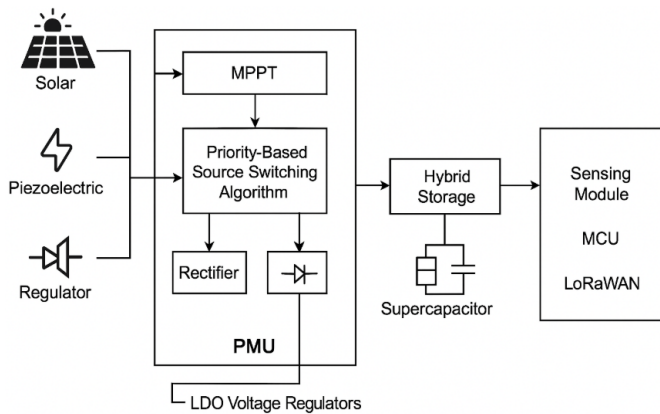 Solar
Piezoelectric
Regulator
MPPT
Priority-Based
Source Switching
Algorithm
Rectifier
PMU
LDO Voltage Regulators
Hybrid
Storage
Supercapacitor
Sensing
Module
MCU
LoRaWAN